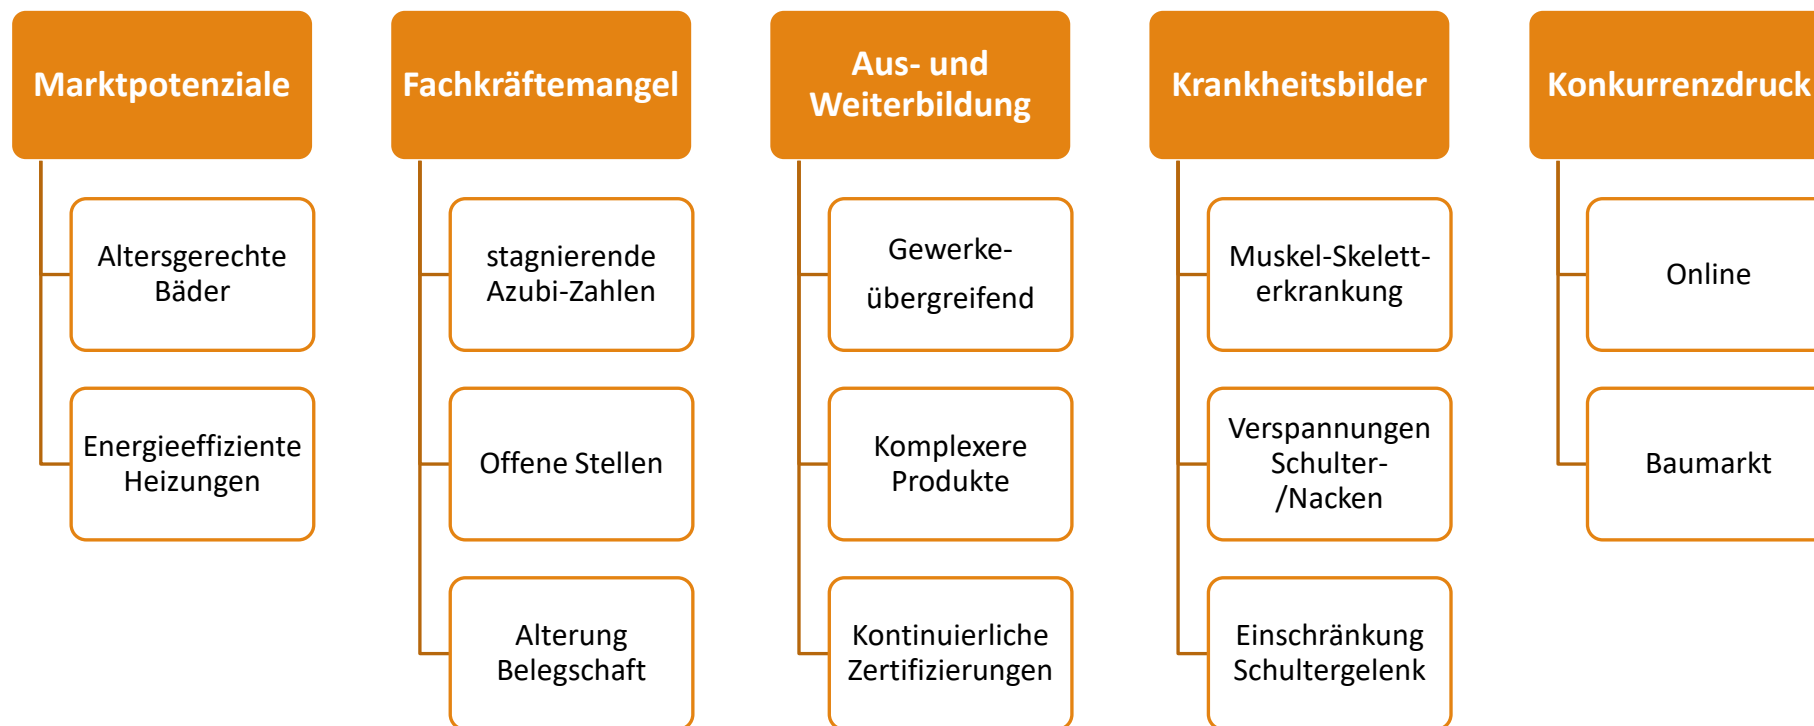 Marktpotenziale
Altersgerechte
Bäder
Energieeffiziente
Heizungen
Fachkräftemangel
stagnierende
Azubi-Zahlen
Offene Stellen
Alterung
Belegschaft
Aus- und
Weiterbildung
Gewerke-
übergreifend
Komplexere
Produkte
Kontinuierliche
Zertifizierungen
Krankheitsbilder
Muskel-Skelett-
erkrankung
Verspannungen
Schulter-
/Nacken
Einschränkung
Schultergelenk
Konkurrenzdruck
Online
Baumarkt